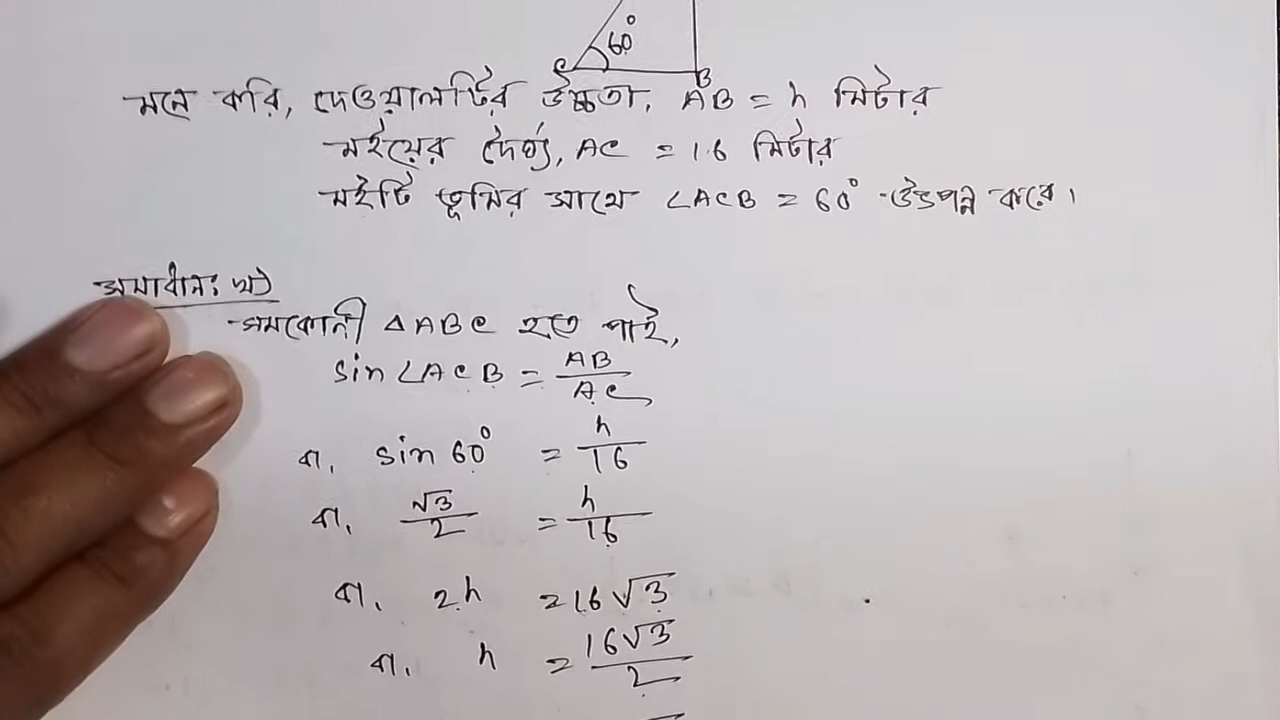 60°
C B
মনে করি, দেওয়ালটির উচ্চতা, AB = h মিটার
মইয়ের দৈর্ঘ্য, AC = 16 মিটার
মইটি ভূমির সাথে ∠ACB = 60° উৎপন্ন করে।
সমাধান: খ)
সমকোনী ΔABC হতে পাই,
sin∠ACB = AB/AC
বা, sin 60° = h/16
বা, √3/2 = h/16
বা, 2h = 16√3
বা, h = 16√3/2